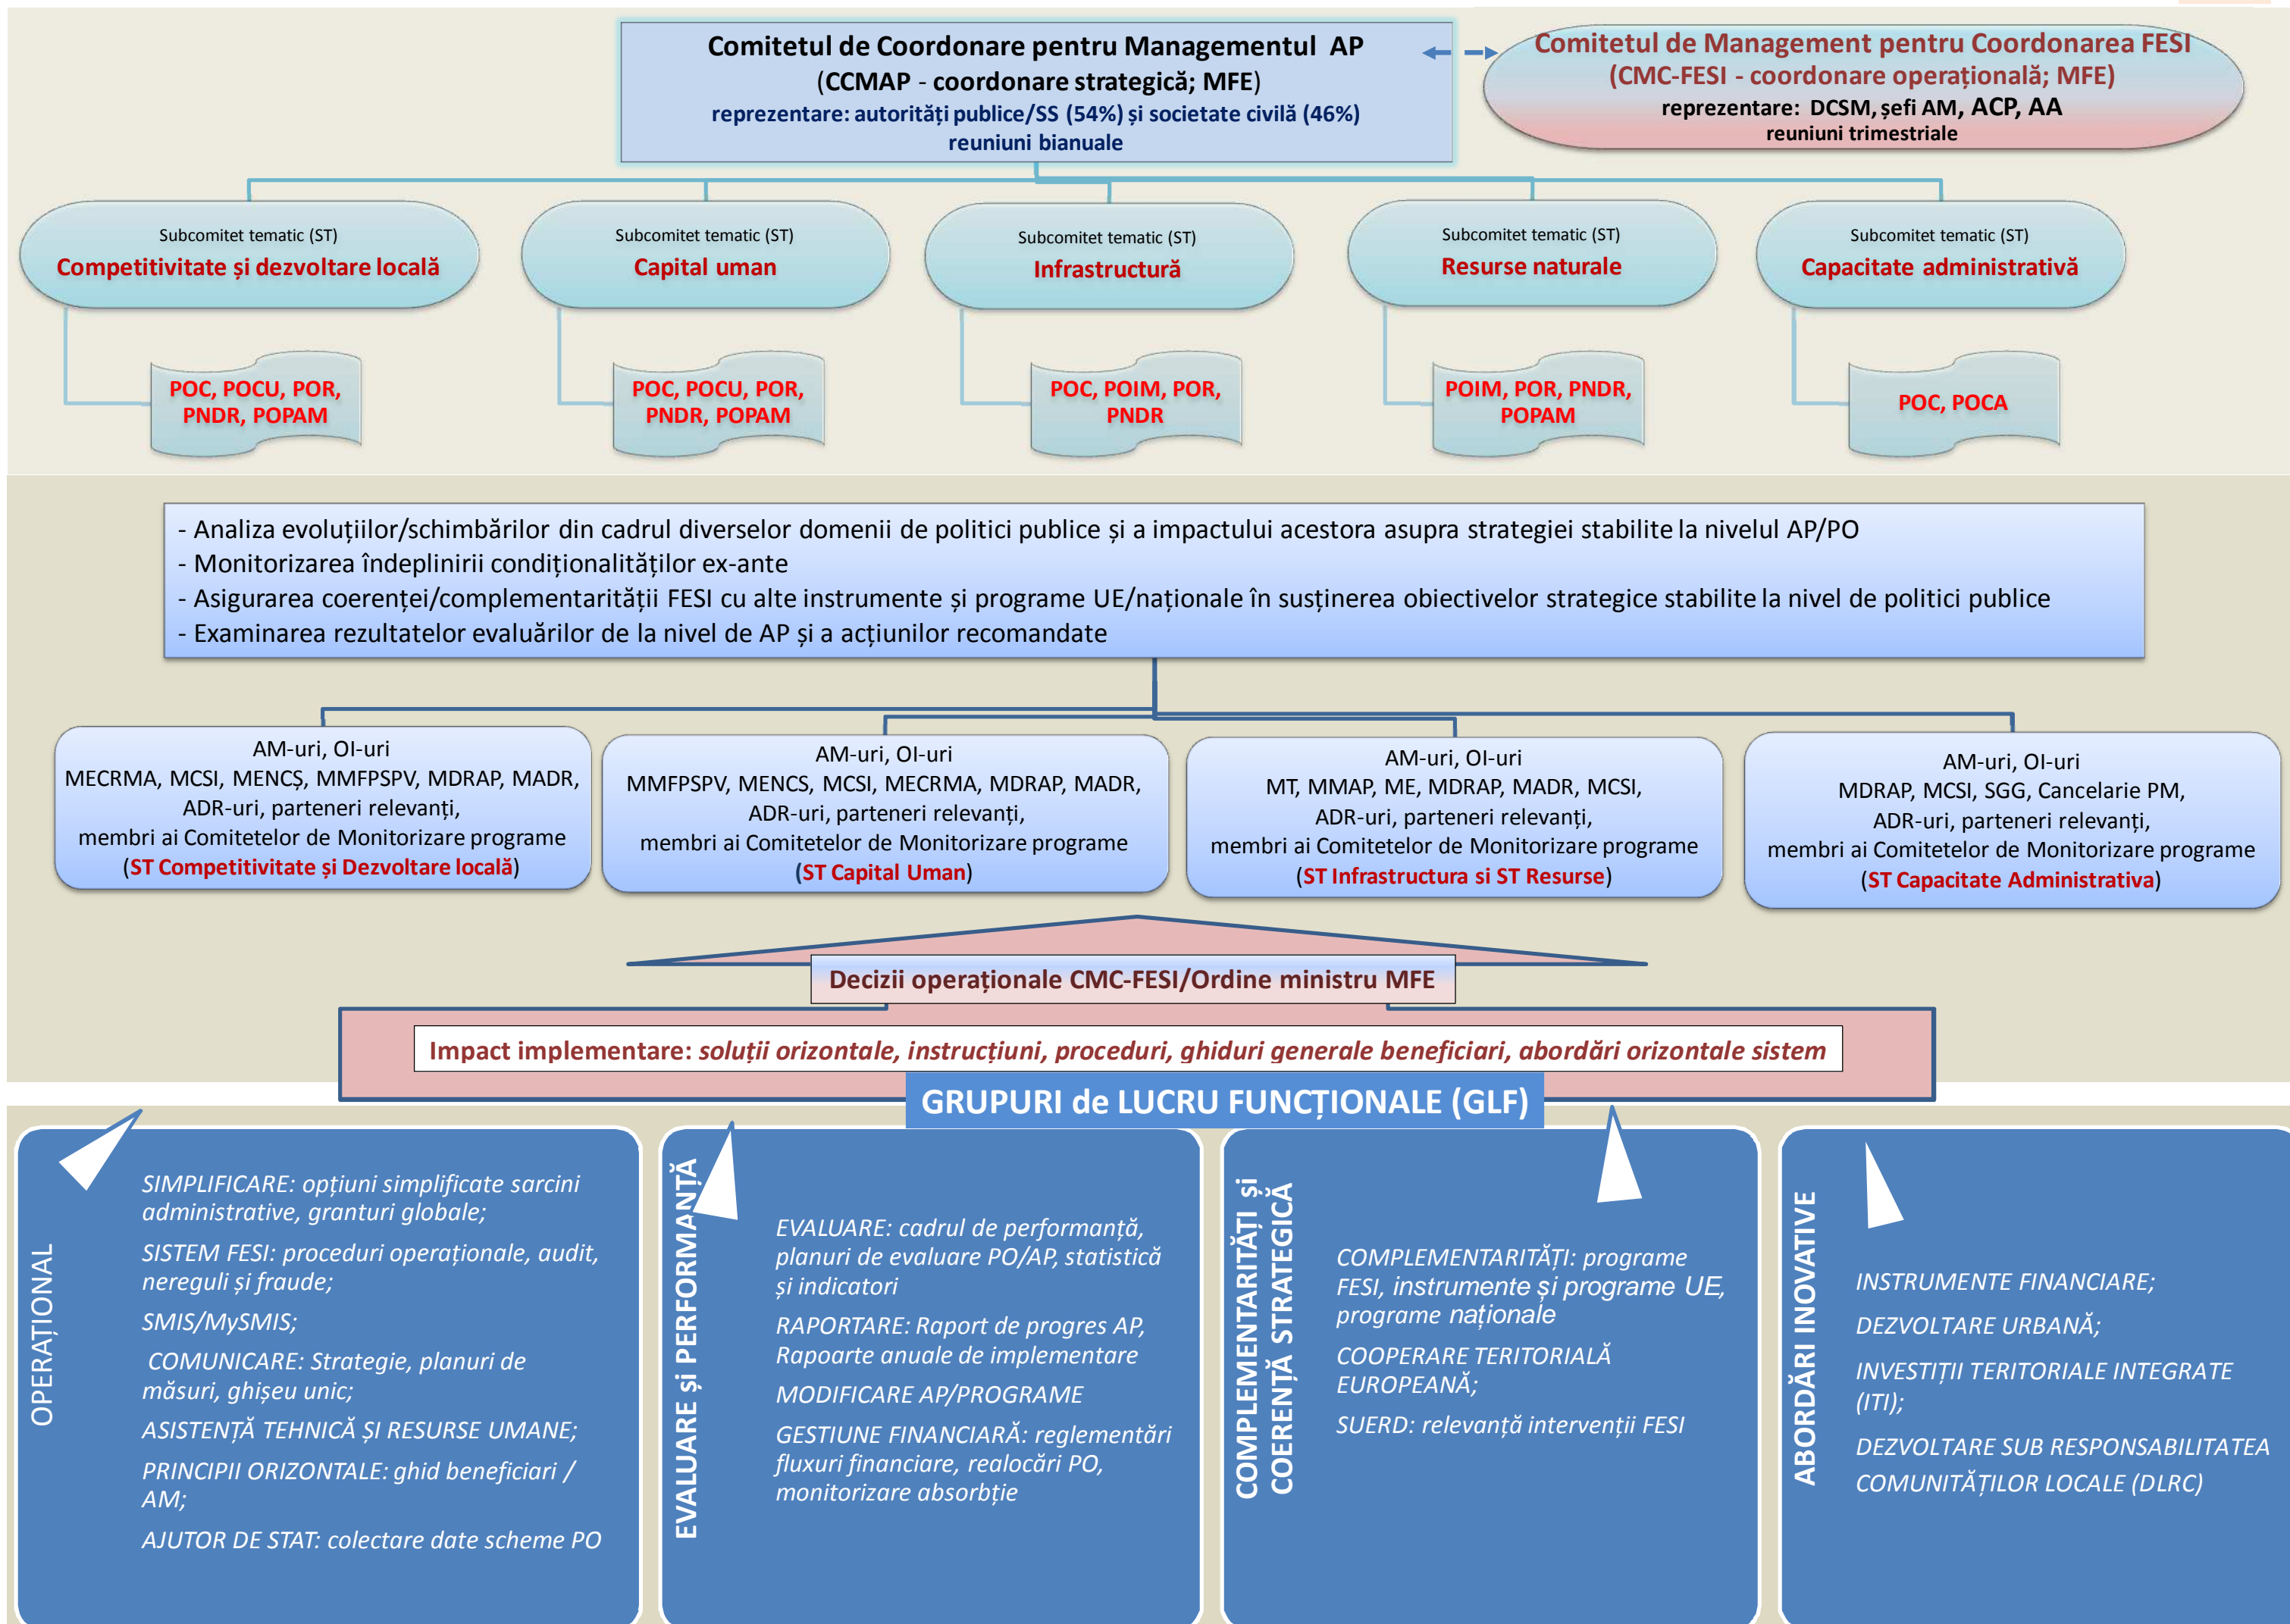 Comitetul de Coordonare pentru Managementul AP
(CCMAP - coordonare strategică; MFE)
reprezentare: autorități publice/SS (54%) și societate civilă (46%)
reuniuni bianuale
Comitetul de Management pentru Coordonarea FESI
(CMC-FESI - coordonare operațională; MFE)
reprezentare: DCSM, șefi AM, ACP, AA
reuniuni trimestriale
Subcomitet tematic (ST)
Competitivitate și dezvoltare locală
Subcomitet tematic (ST)
Capital uman
Subcomitet tematic (ST)
Infrastructură
Subcomitet tematic (ST)
Resurse naturale
Subcomitet tematic (ST)
Capacitate administrativă
POC, POCU, POR,
PNDR, POPAM
POC, POCU, POR,
PNDR, POPAM
POC, POIM, POR,
PNDR
POIM, POR, PNDR,
POPAM
POC, POCA
- Analiza evoluțiilor/schimbărilor din cadrul diverselor domenii de politici publice și a impactului acestora asupra strategiei stabilite la nivelul AP/PO
- Monitorizarea îndeplinirii condiționalităților ex-ante
- Asigurarea coerenței/complementarității FESI cu alte instrumente și programe UE/naționale în susținerea obiectivelor strategice stabilite la nivel de politici publice
- Examinarea rezultatelor evaluărilor de la nivel de AP și a acțiunilor recomandate
AM-uri, OI-uri
MECRMA, MCSI, MENCȘ, MMFPSPV, MDRAP, MADR,
ADR-uri, parteneri relevanți,
membri ai Comitetelor de Monitorizare programe
(ST Competitivitate și Dezvoltare locală)
AM-uri, OI-uri
MMFPSPV, MENCS, MCSI, MECRMA, MDRAP, MADR,
ADR-uri, parteneri relevanți,
membri ai Comitetelor de Monitorizare programe
(ST Capital Uman)
AM-uri, OI-uri
MT, MMAP, ME, MDRAP, MADR, MCSI,
ADR-uri, parteneri relevanți,
membri ai Comitetelor de Monitorizare programe
(ST Infrastructura si ST Resurse)
AM-uri, OI-uri
MDRAP, MCSI, SGG, Cancelarie PM,
ADR-uri, parteneri relevanți,
membri ai Comitetelor de Monitorizare programe
(ST Capacitate Administrativa)
Decizii operaționale CMC-FESI/Ordine ministru MFE
Impact implementare: soluții orizontale, instrucțiuni, proceduri, ghiduri generale beneficiari, abordări orizontale sistem
GRUPURI de LUCRU FUNCȚIONALE (GLF)
OPERAȚIONAL
SIMPLIFICARE: opțiuni simplificate sarcini
administrative, granturi globale;
SISTEM FESI: proceduri operaționale, audit,
nereguli și fraude;
SMIS/MySMIS;
COMUNICARE: Strategie, planuri de
măsuri, ghișeu unic;
ASISTENȚĂ TEHNICĂ ȘI RESURSE UMANE;
PRINCIPII ORIZONTALE: ghid beneficiari /
AM;
AJUTOR DE STAT: colectare date scheme PO
EVALUARE și PERFORMANȚĂ
EVALUARE: cadrul de performanță,
planuri de evaluare PO/AP, statistică
și indicatori
RAPORTARE: Raport de progres AP,
Rapoarte anuale de implementare
MODIFICARE AP/PROGRAME
GESTIUNE FINANCIARĂ: reglementări
fluxuri financiare, realocări PO,
monitorizare absorbție
COMPLEMENTARITĂȚI și
COERENȚĂ STRATEGICĂ
COMPLEMENTARITĂȚI: programe
FESI, instrumente și programe UE,
programe naționale
COOPERARE TERITORIALĂ
EUROPEANĂ;
SUERD: relevanță intervenții FESI
ABORDĂRI INOVATIVE
INSTRUMENTE FINANCIARE;
DEZVOLTARE URBANĂ;
INVESTIȚII TERITORIALE INTEGRATE
(ITI);
DEZVOLTARE SUB RESPONSABILITATEA
COMUNITĂȚILOR LOCALE (DLRC)